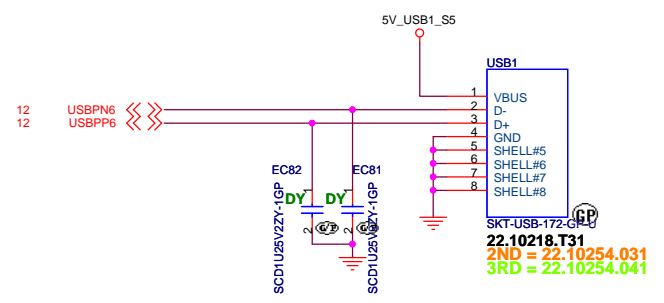 5V_USB1_S5
USB1
12 USBPN6
12 USBPP6
1 VBUS
2 D-
3 D+
4 GND
5 SHELL#5
6 SHELL#6
7 SHELL#7
8 SHELL#8
EC82
EC81
DY 1
DY 1
2 GP
2 GP
SCD1U25V2ZY-1GP
SCD1U25V2ZY-1GP
GP
SKT-USB-172-GP-U
22.10218.T31
2ND = 22.10254.031
3RD = 22.10254.041